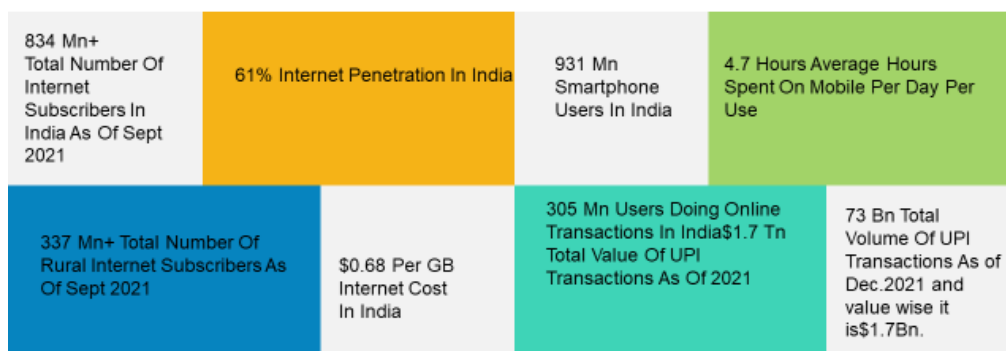 834 Mn+
Total Number Of
Internet
Subscribers In
India As Of Sept
2021
61% Internet Penetration In India
931 Mn
Smartphone
Users In India
4.7 Hours Average Hours
Spent On Mobile Per Day Per
Use
337 Mn+ Total Number Of
Rural Internet Subscribers As
Of Sept 2021
$0.68 Per GB
Internet Cost
In India
305 Mn Users Doing Online
Transactions In India$1.7 Tn
Total Value Of UPI
Transactions As Of 2021
73 Bn Total
Volume Of UPI
Transactions As of
Dec.2021 and
value wise it
is$1.7Bn.